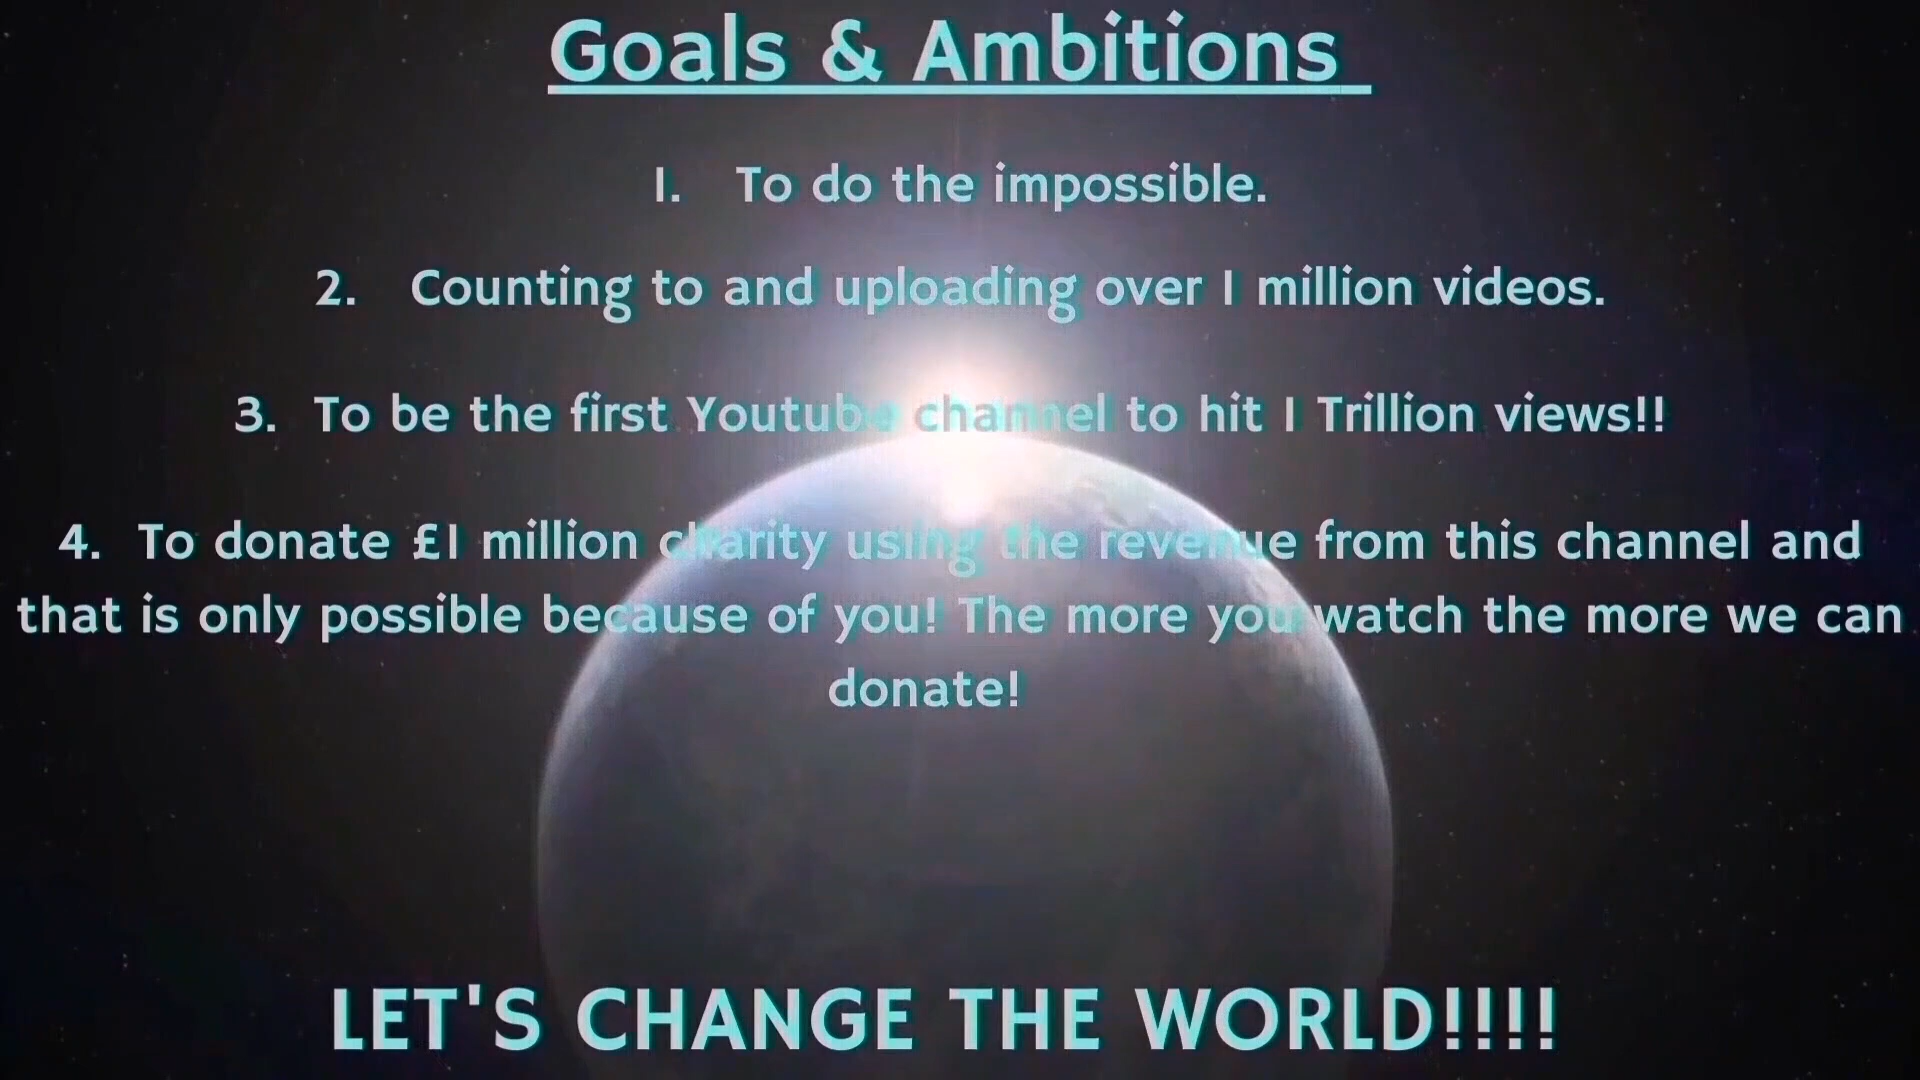 Goals & Ambitions
1. To do the impossible.
2. Counting to and uploading over 1 million videos.
3. To be the first Youtube channel to hit 1 Trillion views!!
4. To donate £1 million charity using the revenue from this channel and
that is only possible because of you! The more you watch the more we can
donate!
LET'S CHANGE THE WORLD!!!!